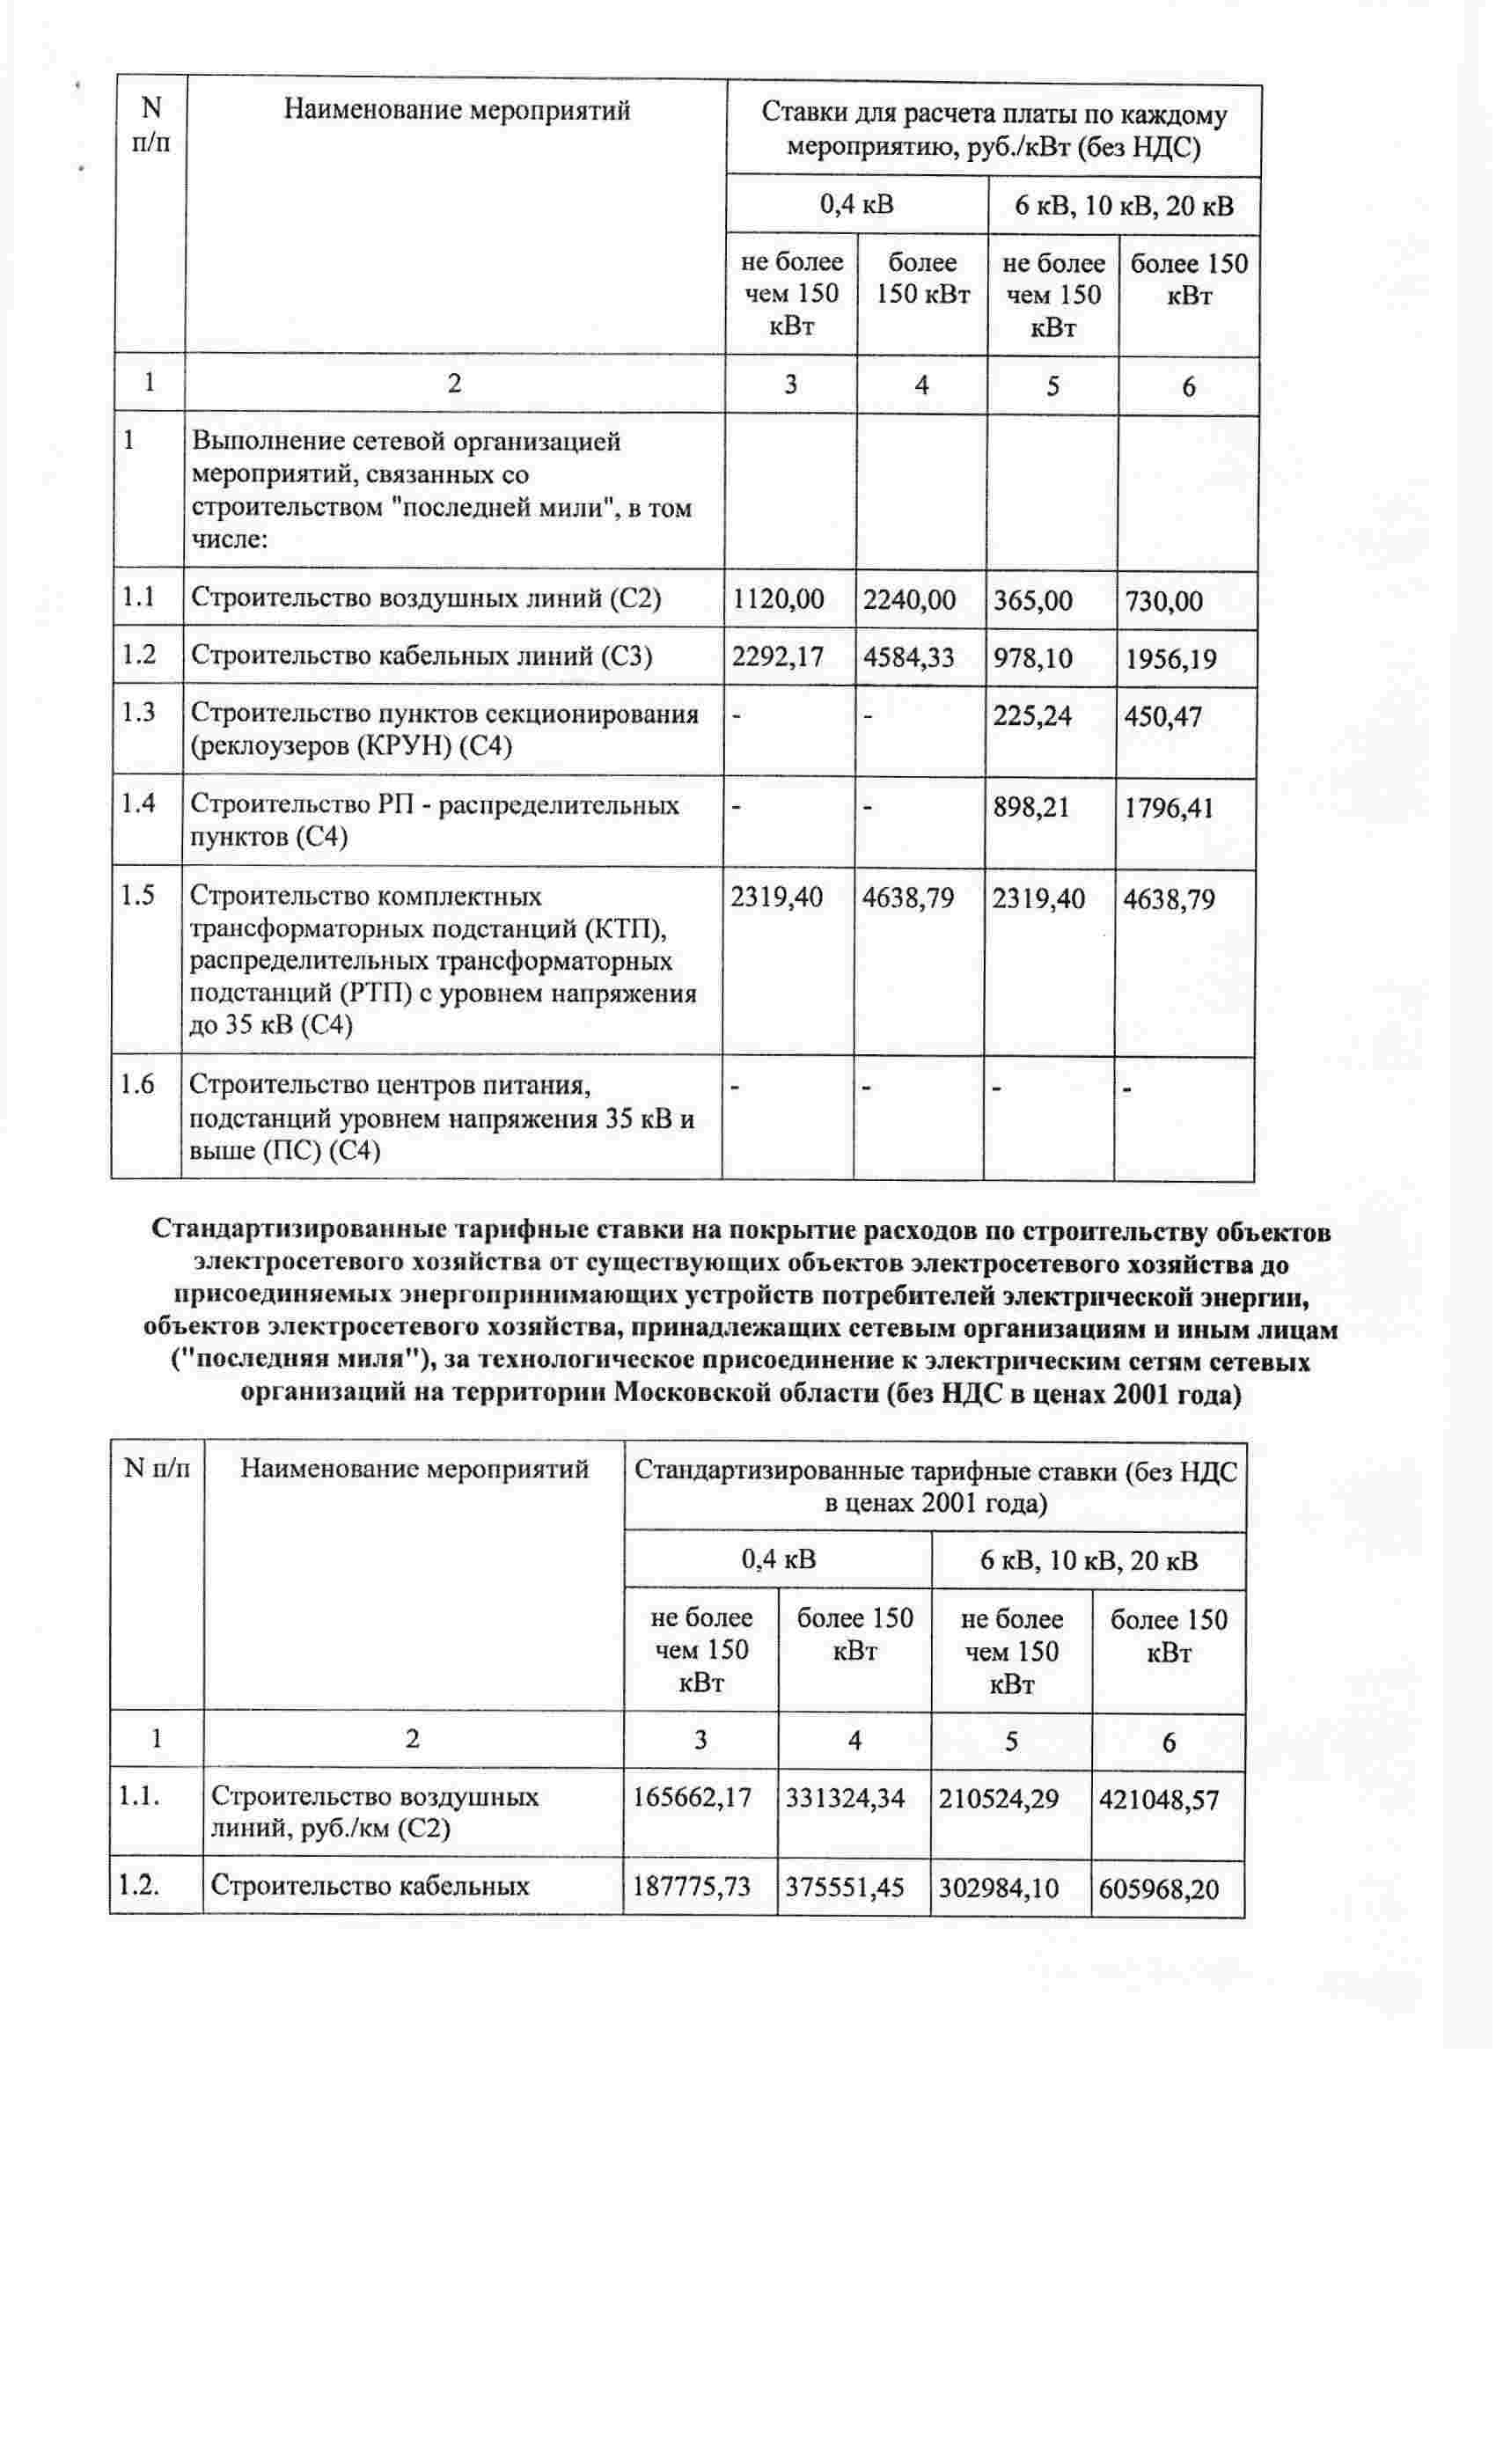 N
п/п
Наименование мероприятий
Ставки для расчета платы по каждому
мероприятию, руб./кВт (без НДС)
0,4 кВ
6 кВ, 10 кВ, 20 кВ
не более
чем 150
кВт
более
150 кВт
не более
чем 150
кВт
более 150
кВт
1 2 3 4 5 6
1 Выполнение сетевой организацией
мероприятий, связанных со
строительством "последней мили", в том
числе:
1.1 Строительство воздушных линий (С2) 1120,00 2240,00 365,00 730,00
1.2 Строительство кабельных линий (С3) 2292,17 4584,33 978,10 1956,19
1.3 Строительство пунктов секционирования - - 225,24 450,47
(реклоузеров (КРУН) (С4)
1.4 Строительство РП - распределительных - - 898,21 1796,41
пунктов (С4)
1.5 Строительство комплектных 2319,40 4638,79 2319,40 4638,79
трансформаторных подстанций (КТП),
распределительных трансформаторных
подстанций (РТП) с уровнем напряжения
до 35 кВ (С4)
1.6 Строительство центров питания, - - - -
подстанций уровнем напряжения 35 кВ и
выше (ПС) (С4)
Стандартизированные тарифные ставки на покрытие расходов по строительству объектов
электросетевого хозяйства от существующих объектов электросетевого хозяйства до
присоединяемых энергопринимающих устройств потребителей электрической энергии,
объектов электросетевого хозяйства, принадлежащих сетевым организациям и иным лицам
("последняя миля"), за технологическое присоединение к электрическим сетям сетевых
организаций на территории Московской области (без НДС в ценах 2001 года)
N п/п
Наименование мероприятий
Стандартизированные тарифные ставки (без НДС
в ценах 2001 года)
0,4 кВ
6 кВ, 10 кВ, 20 кВ
не более
чем 150
кВт
более 150
кВт
не более
чем 150
кВт
более 150
кВт
1 2 3 4 5 6
1.1. Строительство воздушных 165662,17 331324,34 210524,29 421048,57
линий, руб./км (С2)
1.2. Строительство кабельных 187775,73 375551,45 302984,10 605968,20